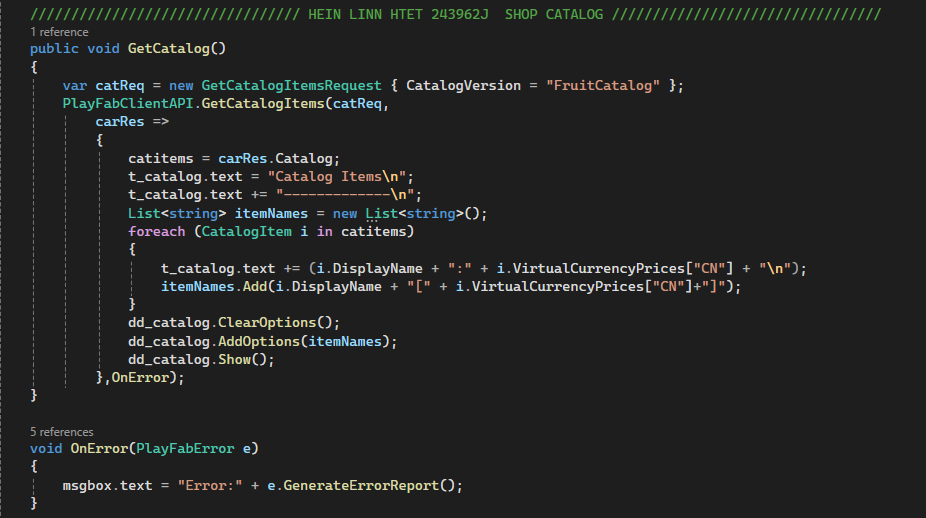 ///////////////////////////////// HEIN LINN HTET 243962J  SHOP CATALOG /////////////////////////////////
1 reference
public void GetCatalog()
{
    var catReq = new GetCatalogItemsRequest { CatalogVersion = "FruitCatalog" };
    PlayFabClientAPI.GetCatalogItems(catReq,
        carRes =>
        {
            catitems = carRes.Catalog;
            t_catalog.text = "Catalog Items\n";
            t_catalog.text += "-------------\n";
            List<string> itemNames = new List<string>();
            foreach (CatalogItem i in catitems)
            {
                t_catalog.text += (i.DisplayName + ":" + i.VirtualCurrencyPrices["CN"] + "\n");
                itemNames.Add(i.DisplayName + "[" + i.VirtualCurrencyPrices["CN"]+"]");
            }
            dd_catalog.ClearOptions();
            dd_catalog.AddOptions(itemNames);
            dd_catalog.Show();
        },OnError);
}
5 references
void OnError(PlayFabError e)
{
    msgbox.text = "Error:" + e.GenerateErrorReport();
}